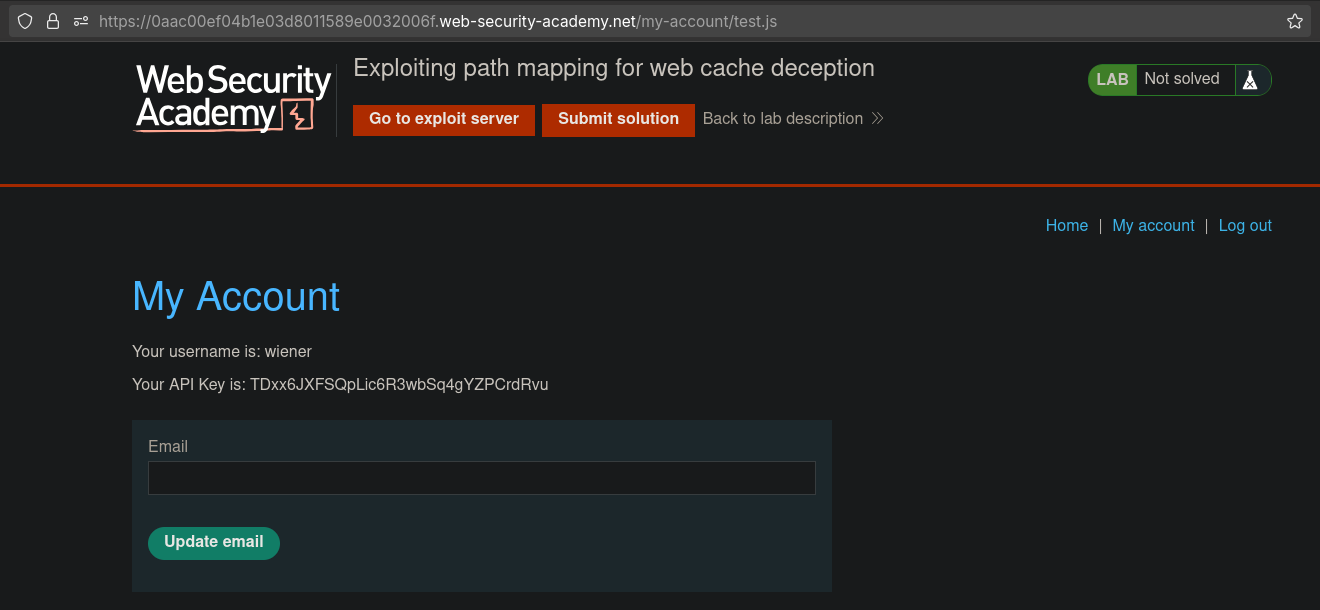 https://0aac00ef04b1e03d8011589e0032006f.web-security-academy.net/my-account/test.js
WebSecurity
Academy
Exploiting path mapping for web cache deception
Go to exploit server
Submit solution
Back to lab description
LAB
Not solved
Home | My account | Log out
My Account
Your username is: wiener
Your API Key is: TDxx6JXFSQpLic6R3wbSq4gYZPCrdRvu
Email
Update email